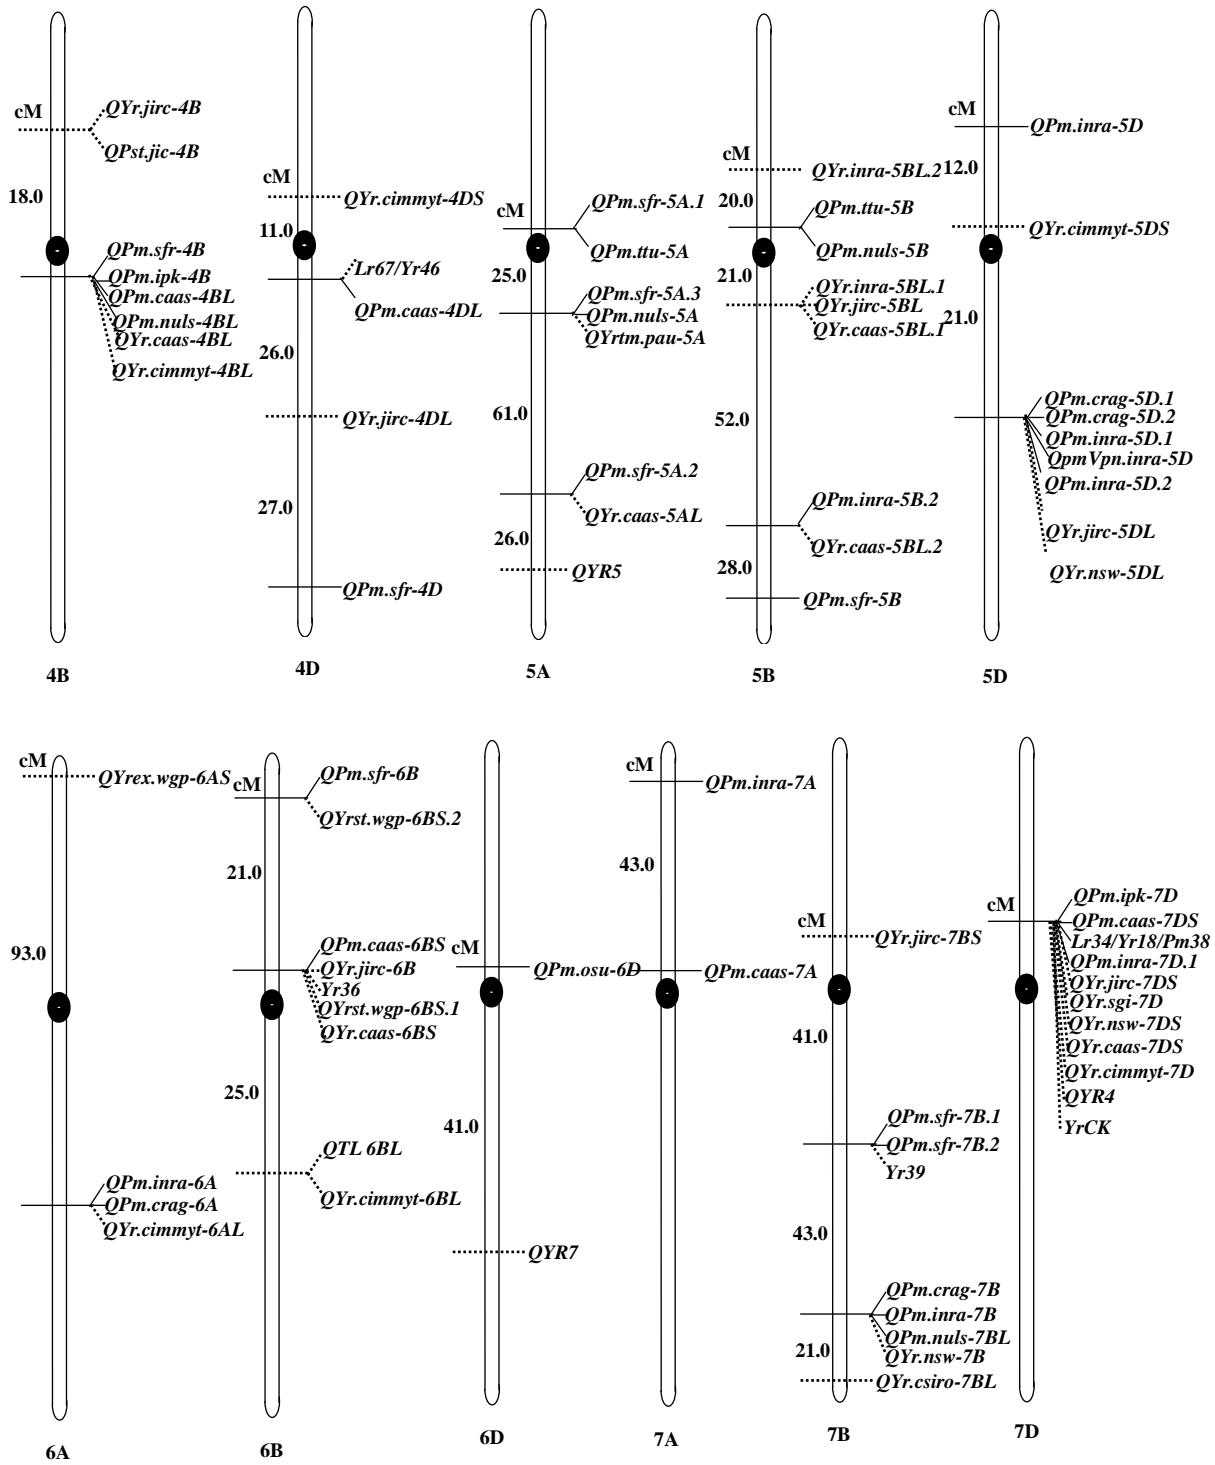 cM
QYr.jirc-4B
QPst.jic-4B
18.0
QPm.sfr-4B
QPm.ipk-4B
QPm.caas-4BL
QPm.nuls-4BL
QYr.caas-4BL
QYr.cimmyt-4BL
4B
cM
QYr.cimmyt-4DS
11.0
Lr67/Yr46
QPm.caas-4DL
26.0
QYr.jirc-4DL
27.0
QPm.sfr-4D
4D
cM
QPm.sfr-5A.1
QPm.ttu-5A
25.0
QPm.sfr-5A.3
QPm.nuls-5A
QYrtm.pau-5A
61.0
QPm.sfr-5A.2
QYr.caas-5AL
26.0
QYR5
5A
cM
QYr.inra-5BL.2
20.0
QPm.ttu-5B
QPm.nuls-5B
21.0
QYr.inra-5BL.1
QYr.jirc-5BL
QYr.caas-5BL.1
52.0
QPm.inra-5B.2
QYr.caas-5BL.2
28.0
QPm.sfr-5B
5B
cM
QPm.inra-5D
12.0
QYr.cimmyt-5DS
21.0
QPm.crag-5D.1
QPm.crag-5D.2
QPm.inra-5D.1
QpmVpn.inra-5D
QPm.inra-5D.2
QYr.jirc-5DL
QYr.nsw-5DL
5D
cM
QYrex.wgp-6AS
93.0
QPm.inra-6A
QPm.crag-6A
QYr.cimmyt-6AL
6A
cM
QPm.sfr-6B
QYrst.wgp-6BS.2
21.0
QPm.caas-6BS
QYr.jirc-6B
Yr36
QYrst.wgp-6BS.1
QYr.caas-6BS
25.0
QTL 6BL
QYr.cimmyt-6BL
6B
cM
QPm.osu-6D
41.0
QYR7
6D
cM
QPm.inra-7A
43.0
QPm.caas-7A
7A
cM
QYr.jirc-7BS
41.0
QPm.sfr-7B.1
QPm.sfr-7B.2
Yr39
43.0
QPm.crag-7B
QPm.inra-7B
QPm.nuls-7BL
QYr.nsw-7B
21.0
QYr.csiro-7BL
7B
cM
QPm.ipk-7D
QPm.caas-7DS
Lr34/Yr18/Pm38
QPm.inra-7D.1
QYr.jirc-7DS
QYr.sgi-7D
QYr.nsw-7DS
QYr.caas-7DS
QYr.cimmyt-7D
QYR4
YrCK
7D